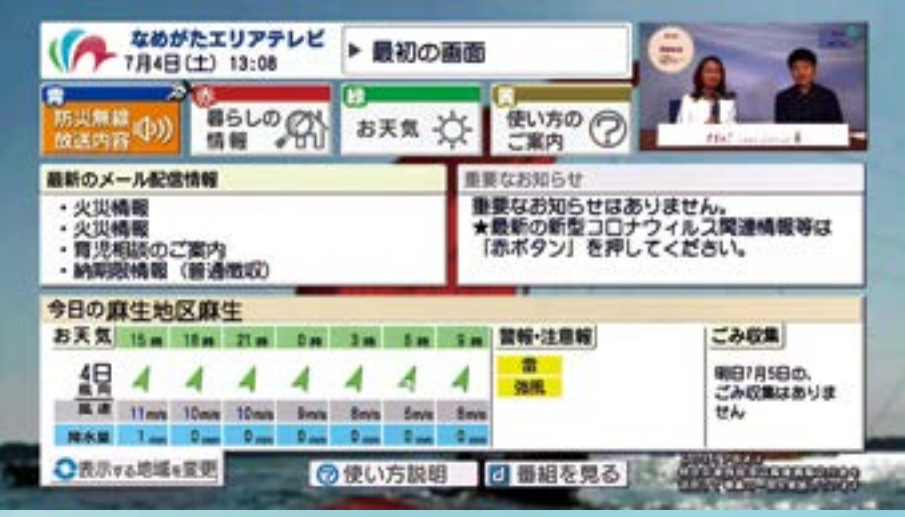 なめがたエリアテレビ
7月4日(土) 13:08
▶ 最初の画面
青
防災無線
放送内容
赤
暮らしの
情報
緑
お天気
黄
使い方の
ご案内
最新のメール配信情報
・火災情報
・火災情報
・育児相談のご案内
・納期限情報(普通徴収)
重要なお知らせ
重要なお知らせはありません。
★最新の新型コロナウィルス関連情報等は
「赤ボタン」を押してください。
今日の麻生地区麻生
お天気 15時 18時 21時 0時 3時 6時 9時
4日
風向
風速 11m/s 10m/s 10m/s 9m/s 8m/s 5m/s 6m/s
降水量 1mm 0mm 0mm 0mm 0mm 0mm 0mm
警報・注意報
雷
強風
ごみ収集
明日7月5日の、
ごみ収集はありま
せん
表示する地域を変更
使い方説明
d 番組を見る